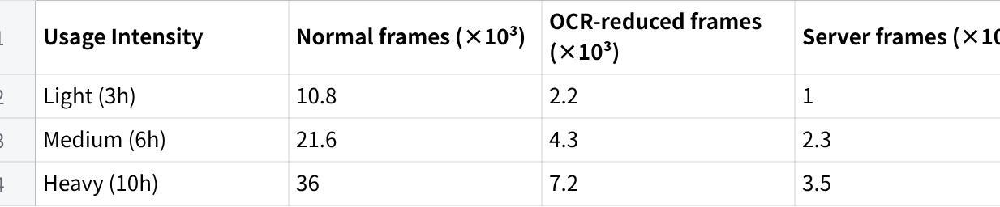 1 Usage Intensity Normal frames (×10³) OCR-reduced frames (×10³) Server frames (×10
2 Light (3h) 10.8 2.2 1
3 Medium (6h) 21.6 4.3 2.3
4 Heavy (10h) 36 7.2 3.5